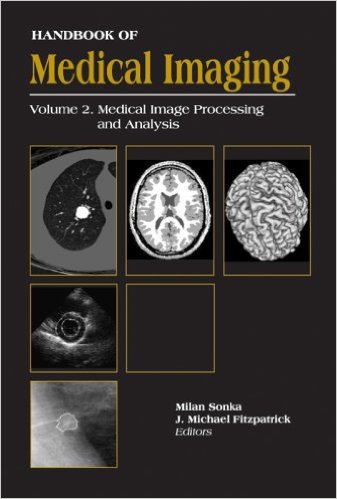 HANDBOOK OF
Medical Imaging
Volume 2. Medical Image Processing
and Analysis
Milan Sonka
J. Michael Fitzpatrick
Editors